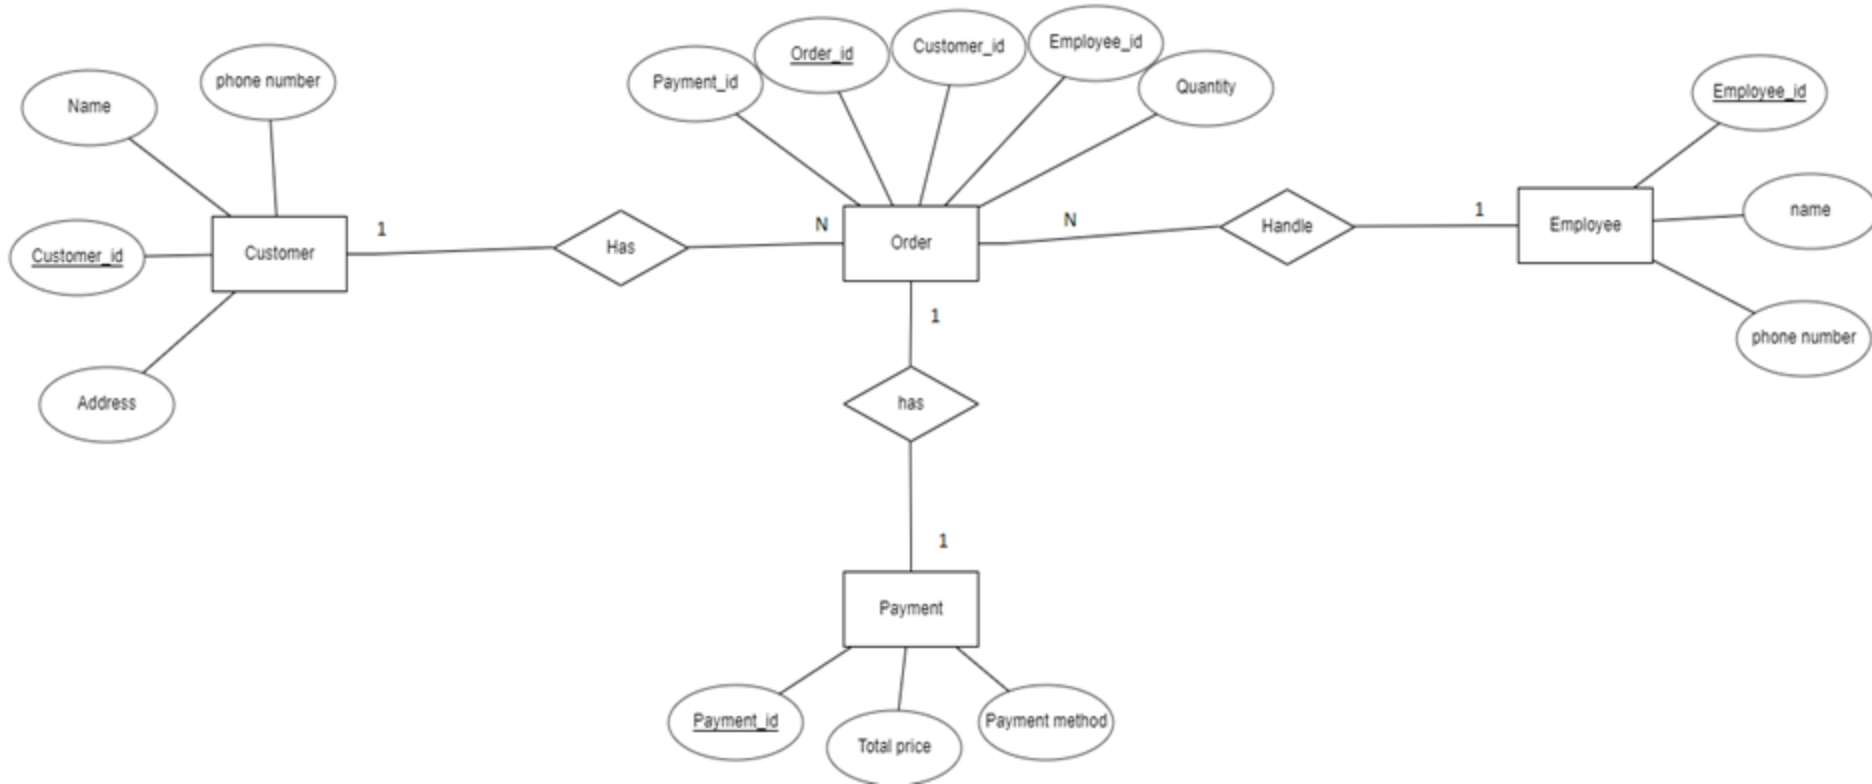 Employee_id
Customer_id
Order_id
phone number
Payment_id
Quantity
Employee_id
Name
name
N
1
N
1
Employee
Handle
Order
Has
Customer
Customer_id
1
phone number
has
Address
1
Payment
Payment_id
Payment method
Total price